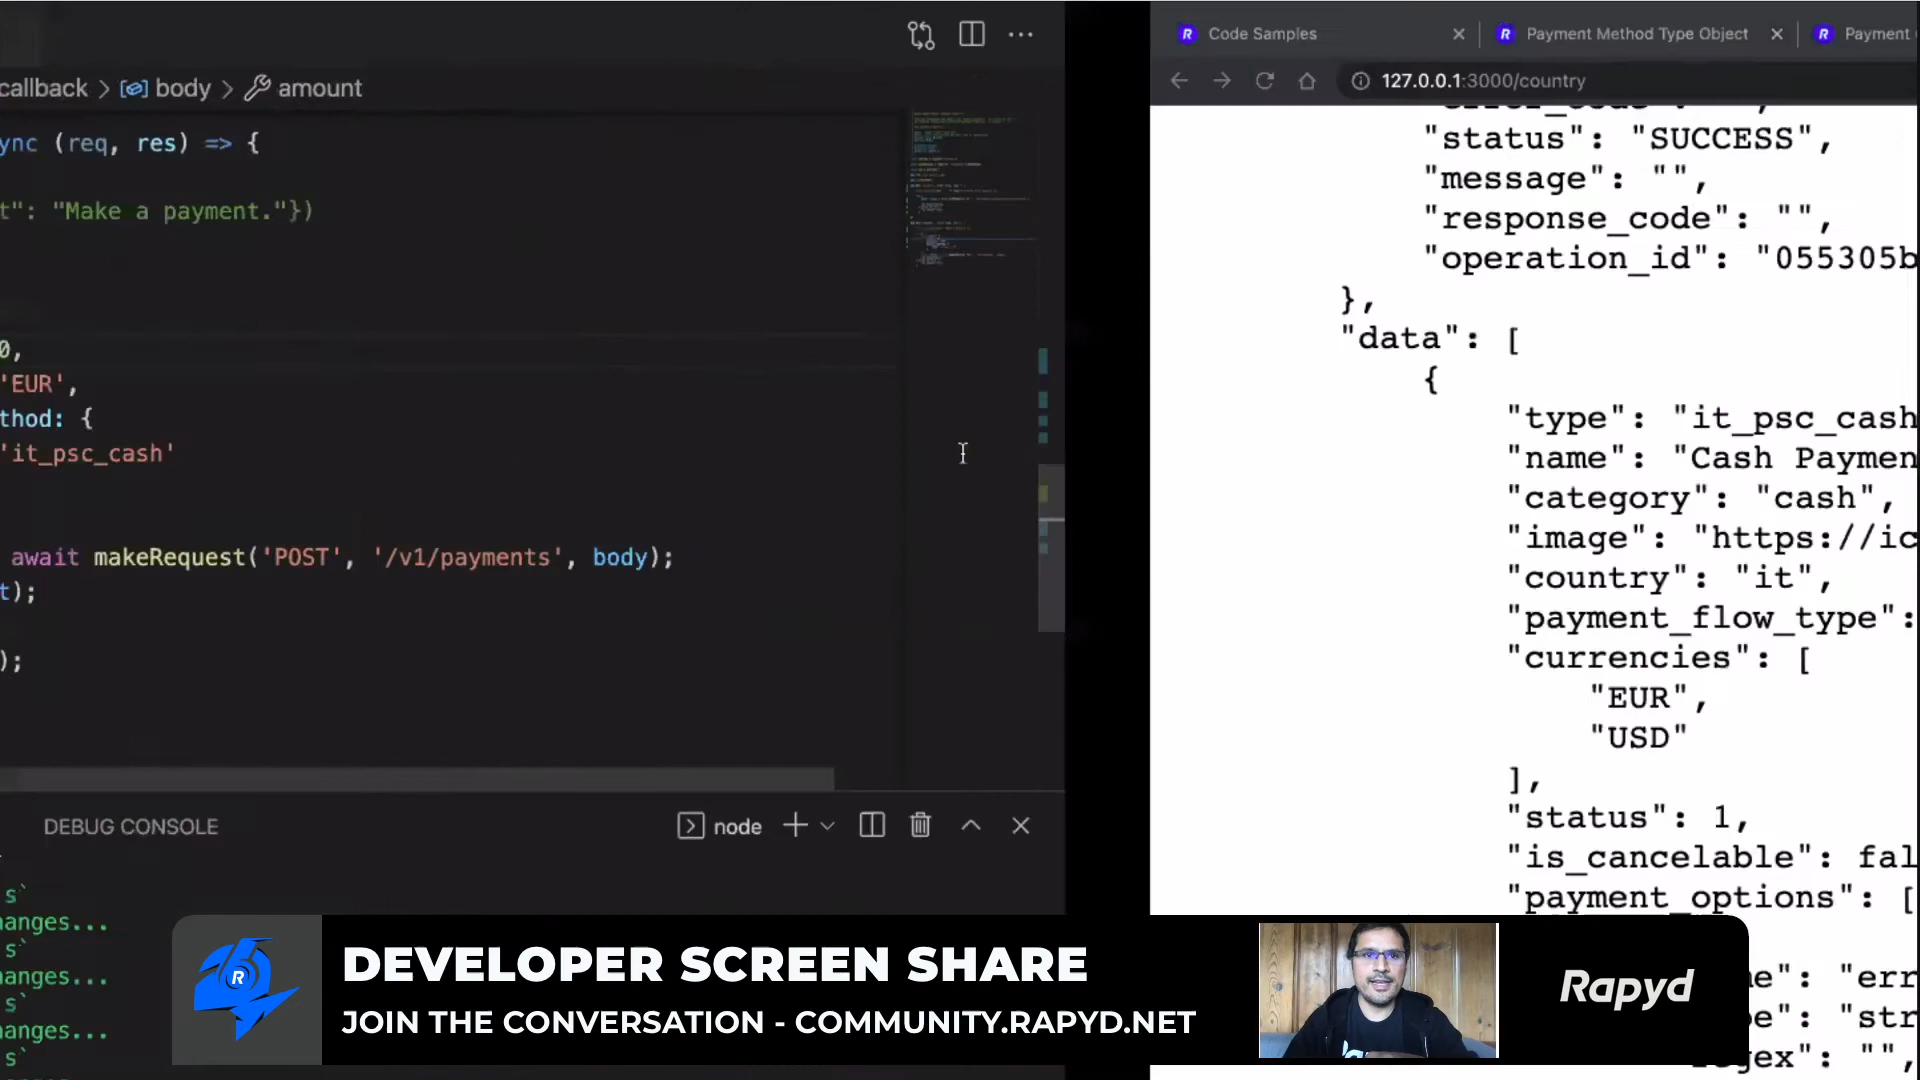 callback > body > amount
ync (req, res) => {
t": "Make a payment."})
0,
'EUR',
thod: {
'it_psc_cash'
await makeRequest('POST', '/v1/payments', body);
t);
);
DEBUG CONSOLE
node
s`
anges...
s`
anges...
s`
anges...
s`
Code Samples
Payment Method Type Object
Payment
127.0.0.1:3000/country
"status": "SUCCESS",
"message": "",
"response_code": "",
"operation_id": "055305b
},
"data": [
{
"type": "it_psc_cash
"name": "Cash Paymen
"category": "cash",
"image": "https://ic
"country": "it",
"payment_flow_type":
"currencies": [
"EUR",
"USD"
],
"status": 1,
"is_cancelable": fal
"payment_options": [
e": "err
e": "str
gex": "",
R
DEVELOPER SCREEN SHARE
JOIN THE CONVERSATION - COMMUNITY.RAPYD.NET
Rapyd